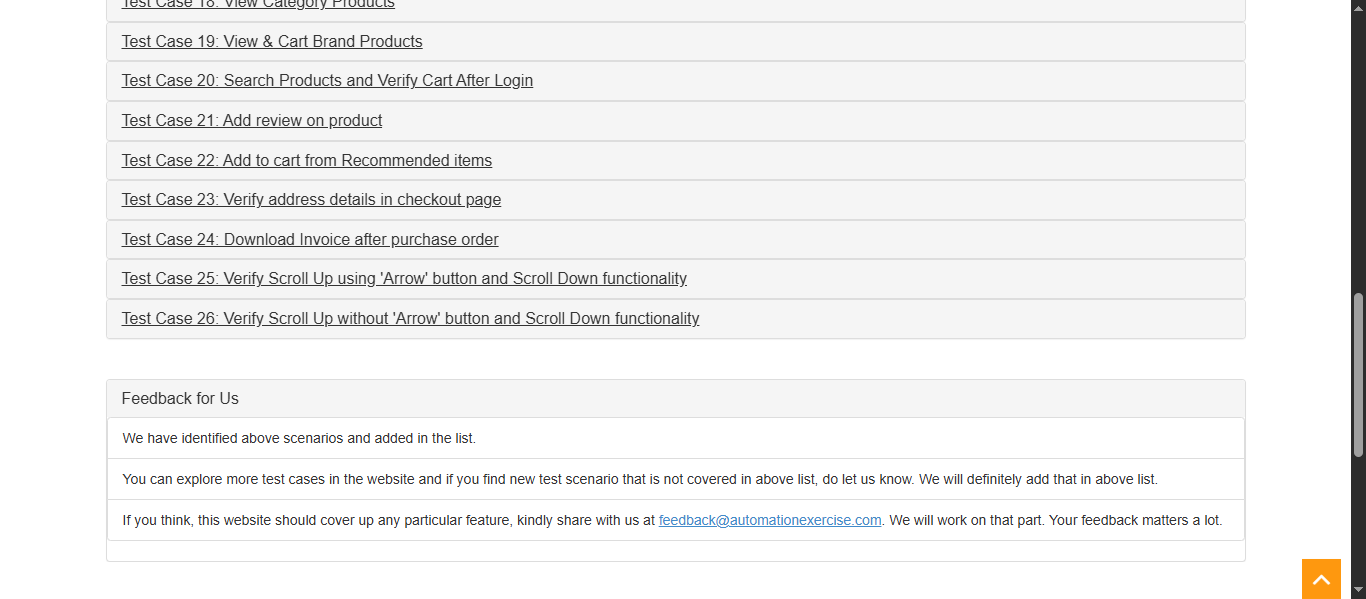 Test Case 18: View Category Products
Test Case 19: View & Cart Brand Products
Test Case 20: Search Products and Verify Cart After Login
Test Case 21: Add review on product
Test Case 22: Add to cart from Recommended items
Test Case 23: Verify address details in checkout page
Test Case 24: Download Invoice after purchase order
Test Case 25: Verify Scroll Up using 'Arrow' button and Scroll Down functionality
Test Case 26: Verify Scroll Up without 'Arrow' button and Scroll Down functionality
Feedback for Us
We have identified above scenarios and added in the list.
You can explore more test cases in the website and if you find new test scenario that is not covered in above list, do let us know. We will definitely add that in above list.
If you think, this website should cover up any particular feature, kindly share with us at feedback@automationexercise.com. We will work on that part. Your feedback matters a lot.